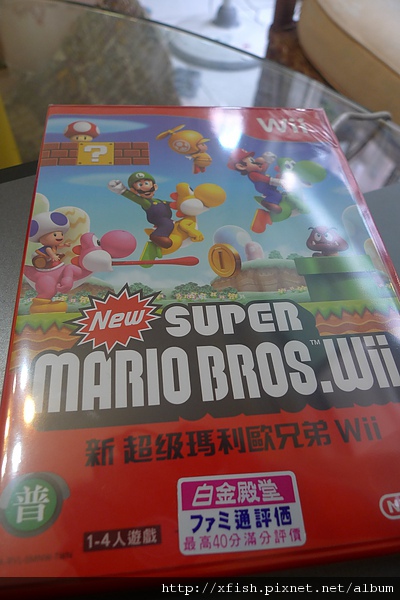 Wii
?
New SUPER
MARIO BROS.Wii
TM
新 超級瑪利歐兄弟 Wii
普
白金殿堂
ファミ通評価
最高40分滿分評價
1-4人遊戲
http://xfish.pixnet.net/album